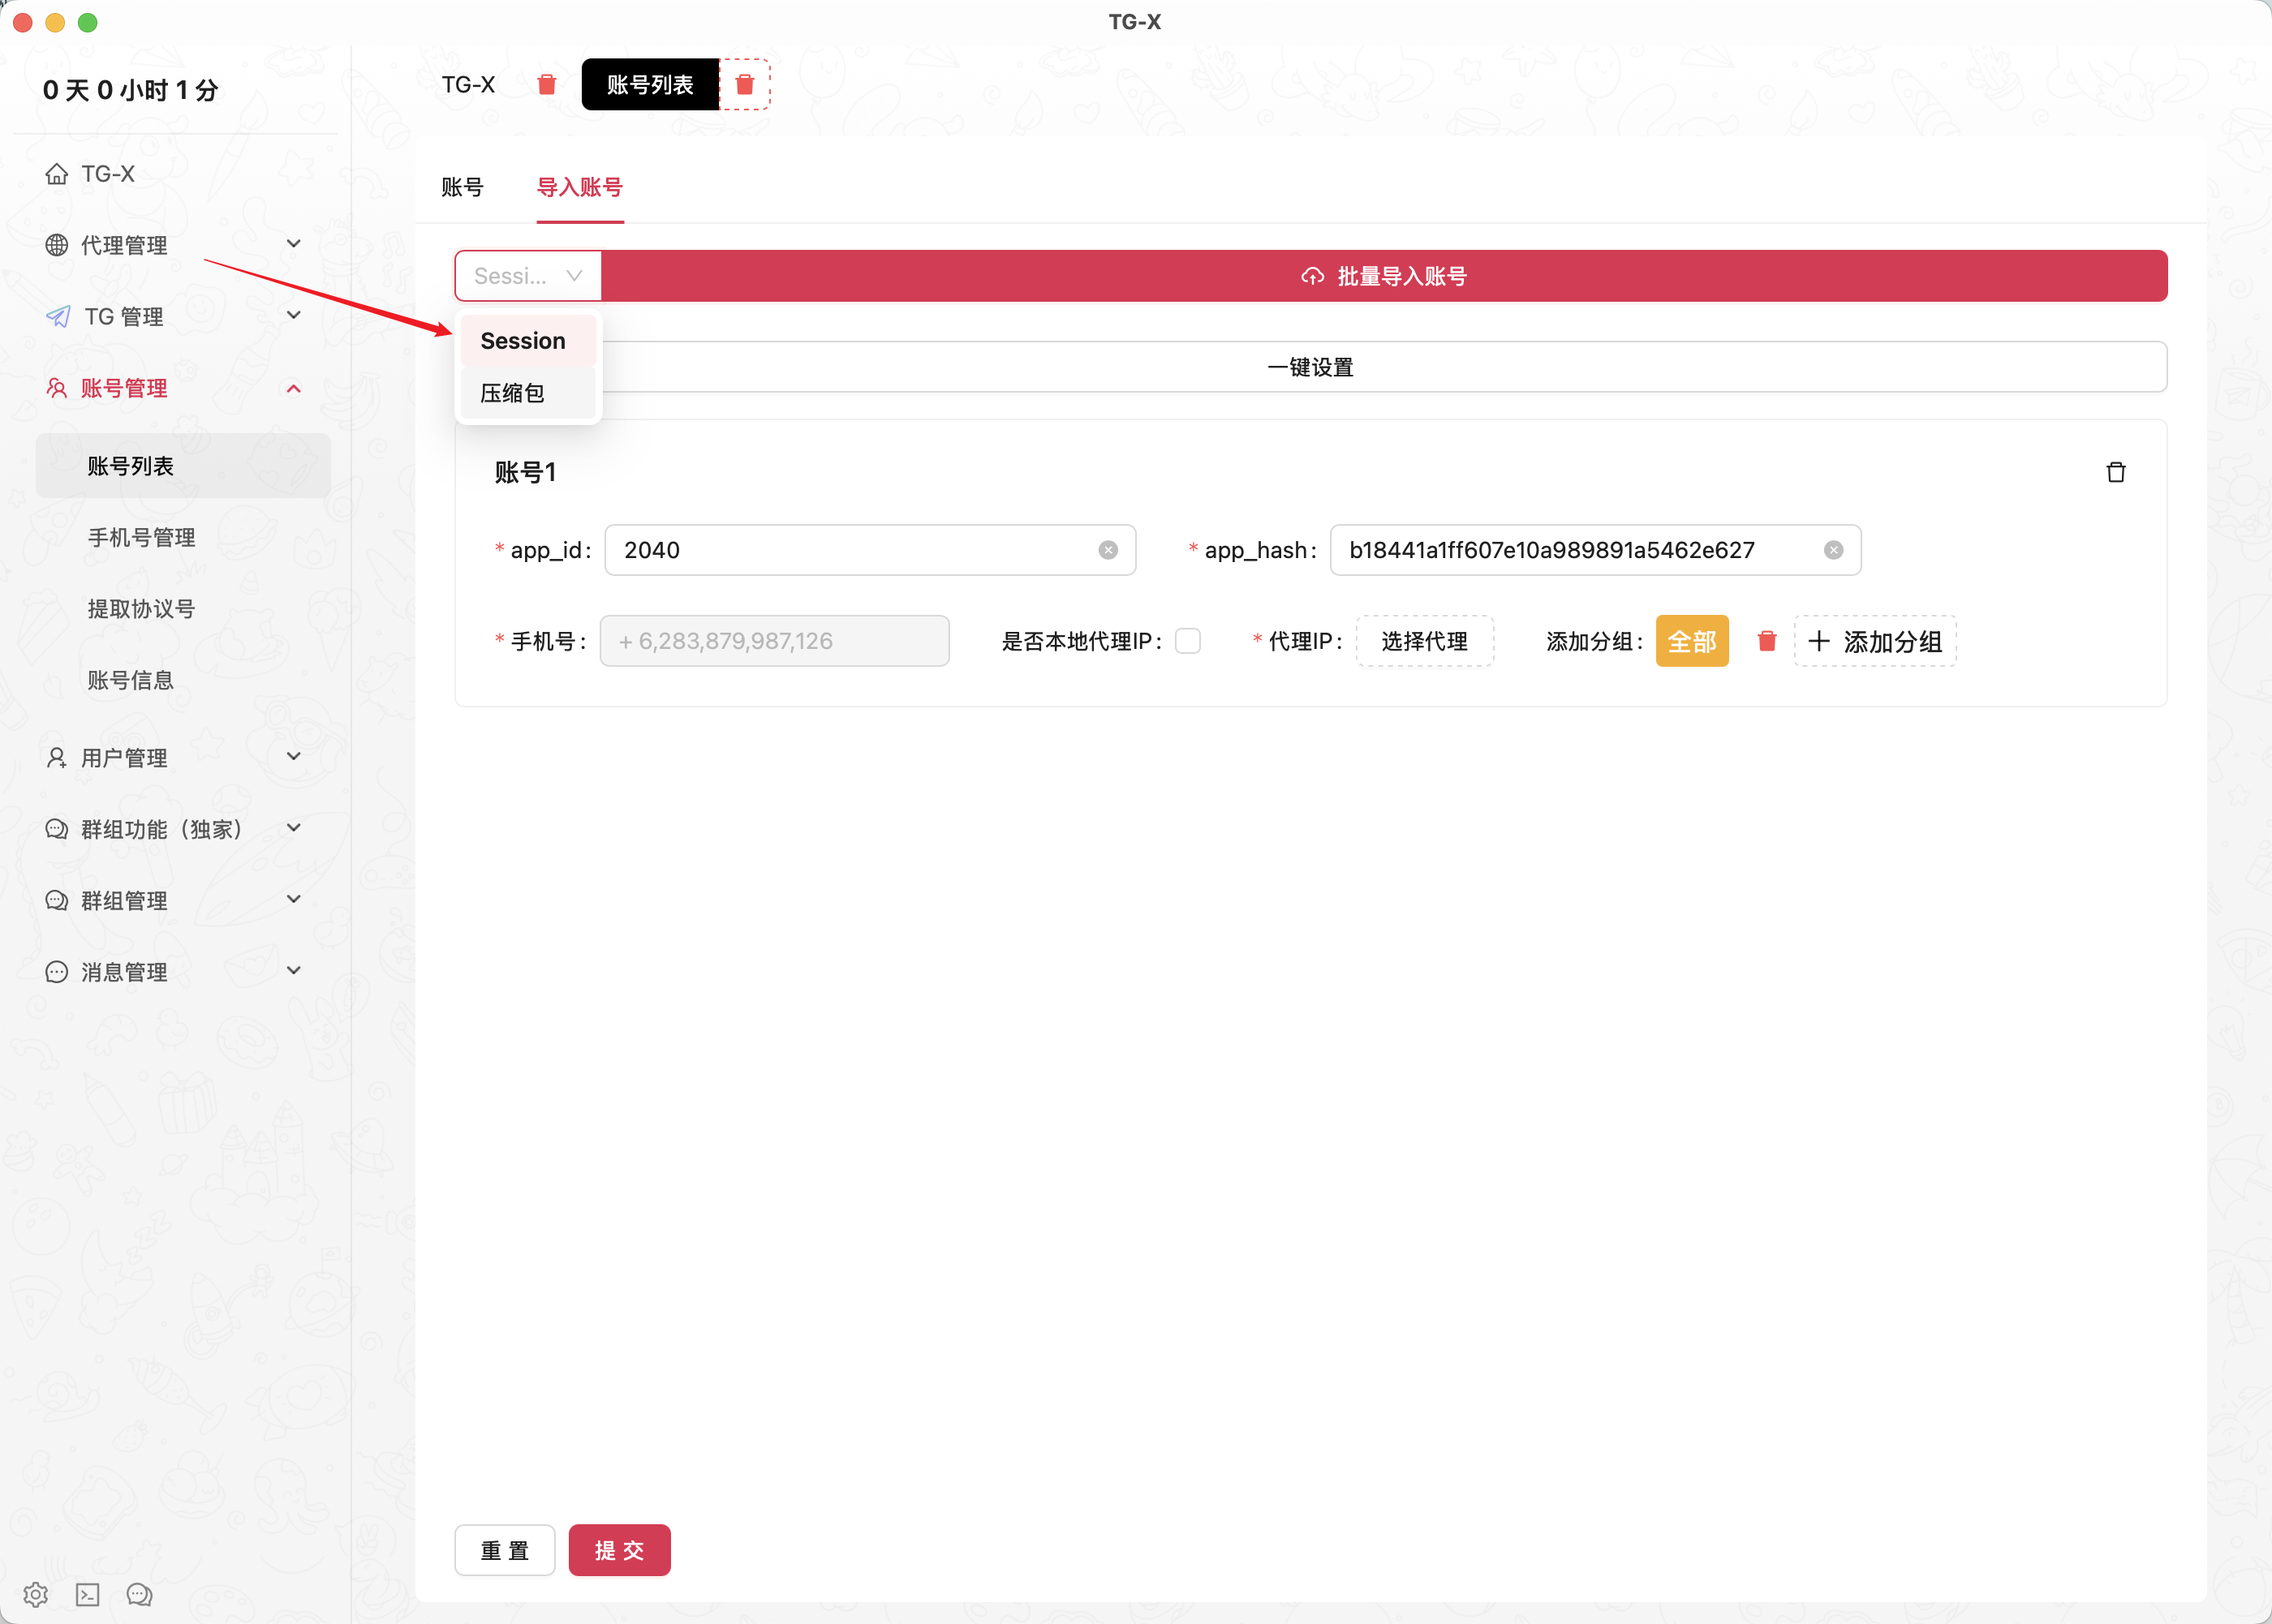 TG-X
0 天 0 小时 1 分
TG-X
代理管理
TG 管理
账号管理
账号列表
手机号管理
提取协议号
账号信息
用户管理
群组功能（独家）
群组管理
消息管理
TG-X 账号列表
账号 导入账号
Sessi... 批量导入账号
Session
压缩包
一键设置
账号1
* app_id: 2040 * app_hash: b18441a1ff607e10a989891a5462e627
* 手机号: + 6,283,879,987,126 是否本地代理IP: * 代理IP: 选择代理 添加分组: 全部 添加分组
重 置 提 交